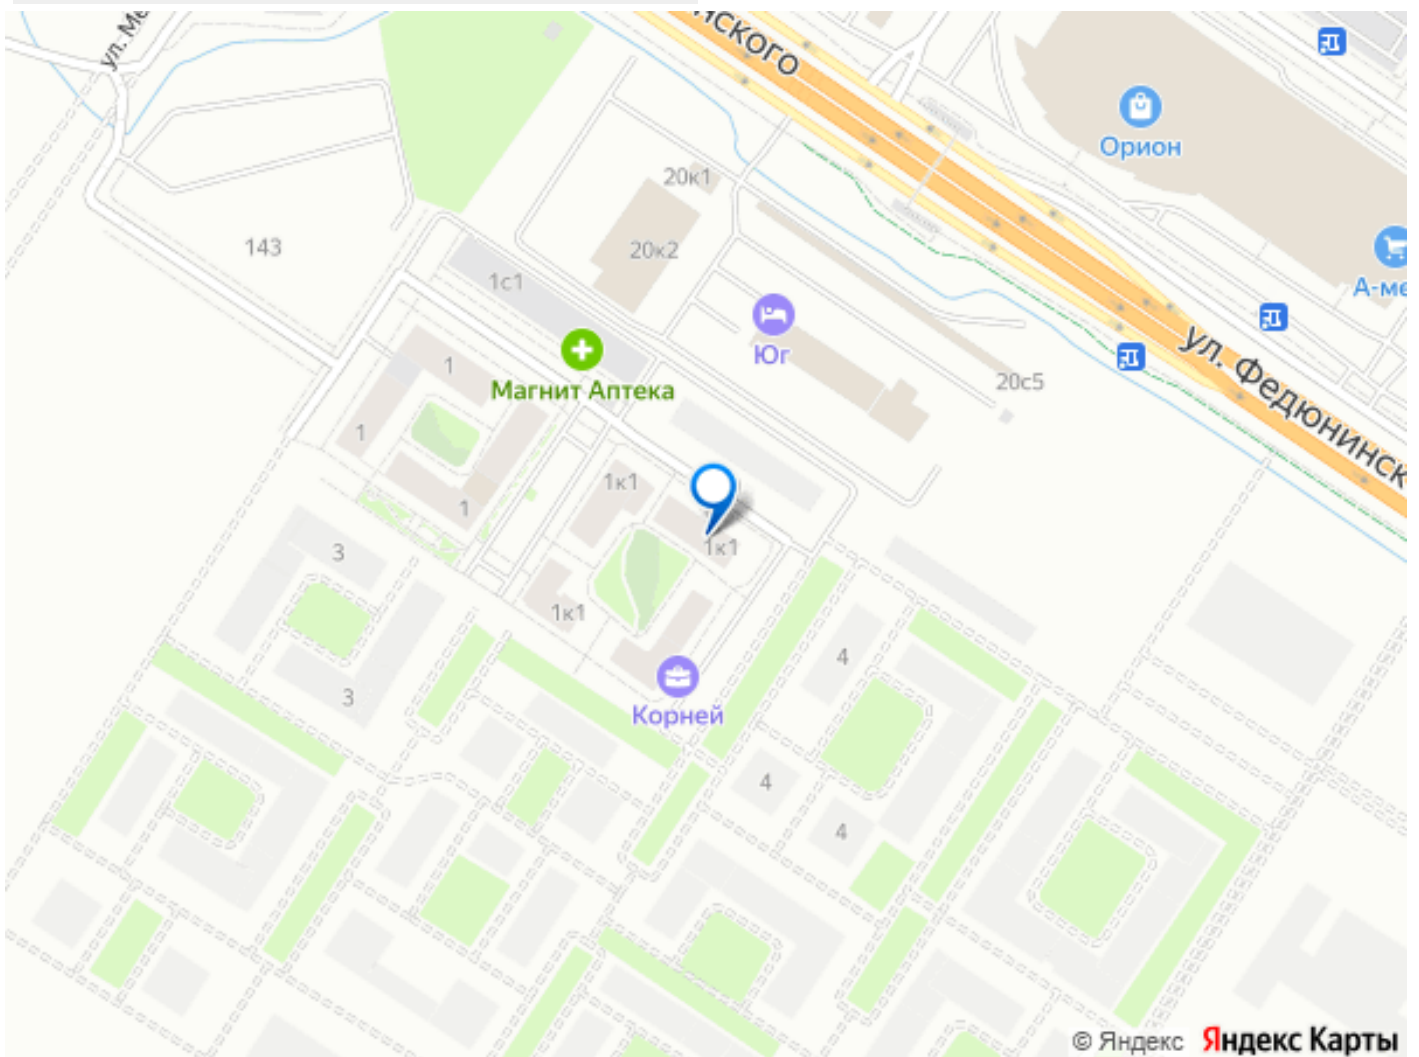 ул. Ме
нского
Орион
20к1
20к2
143
А-ме
1с1
Юг
ул. Федюнинск
1
Магнит Аптека
20с5
1
1к1
1
1к1
3
1к1
4
3
Корней
4
4
© Яндекс Яндекс Карты